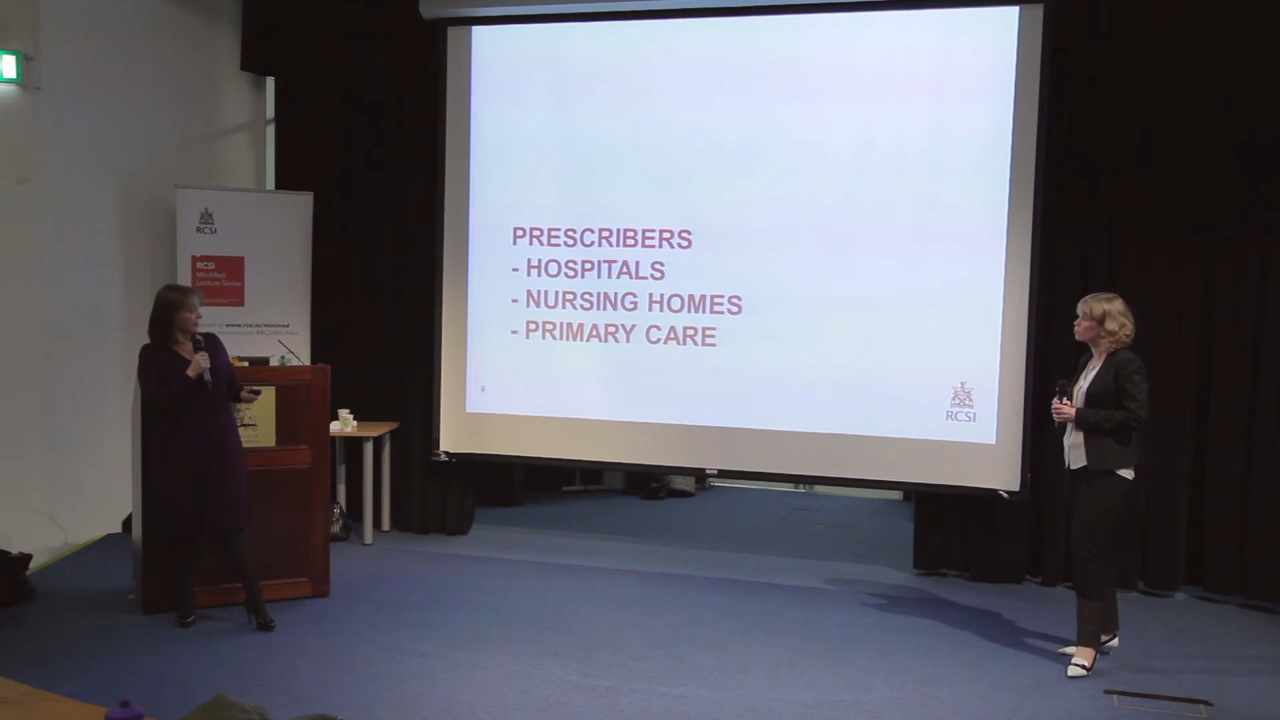 PRESCRIBERS
- HOSPITALS
- NURSING HOMES
- PRIMARY CARE
RCSI
RCSI
RCSI
MiniMed
Lecture Series
www.rcsi.ie/minimed